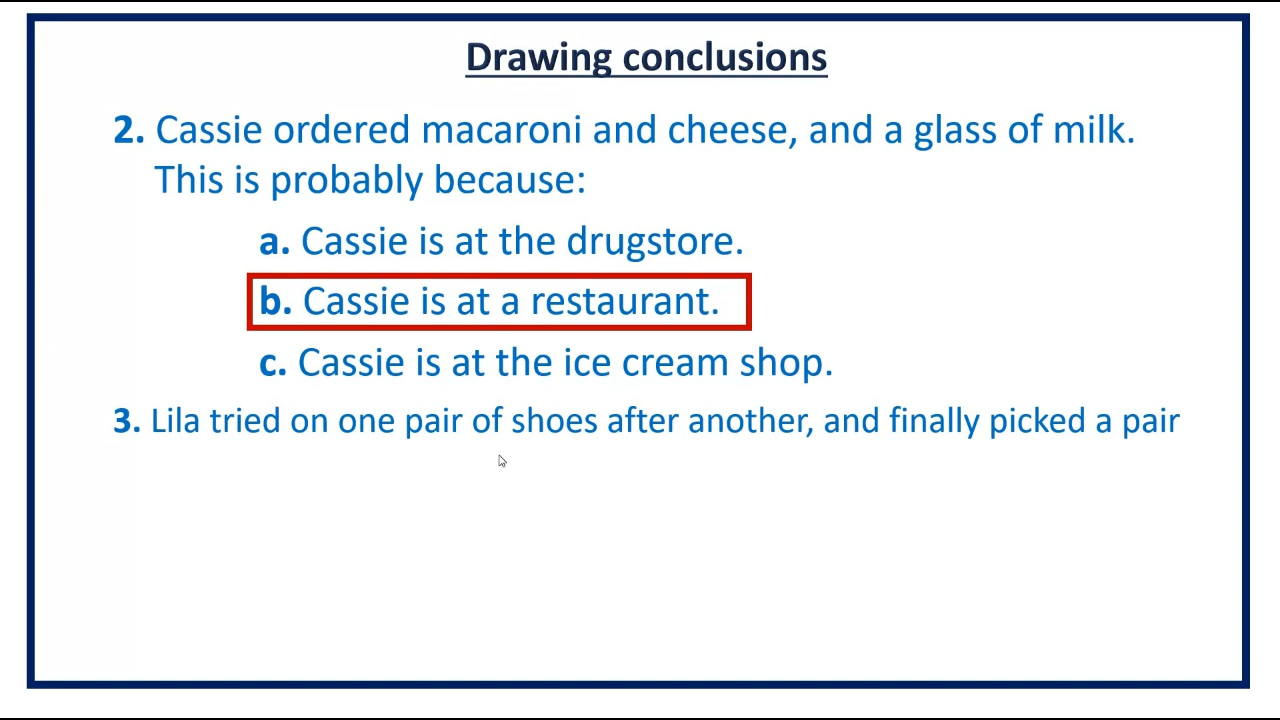 Drawing conclusions
2. Cassie ordered macaroni and cheese, and a glass of milk.
This is probably because:
a. Cassie is at the drugstore.
b. Cassie is at a restaurant.
c. Cassie is at the ice cream shop.
3. Lila tried on one pair of shoes after another, and finally picked a pair